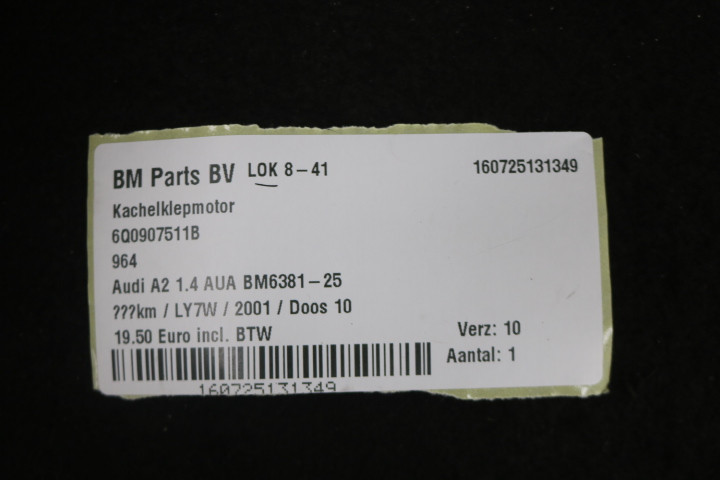 BM Parts BV LOK 8-41 160725131349
Kachelklepmotor
6Q0907511B
964
Audi A2 1.4 AUA BM6381-25
???km / LY7W / 2001 / Doos 10
19.50 Euro incl. BTW Verz: 10
Aantal: 1
160725131349